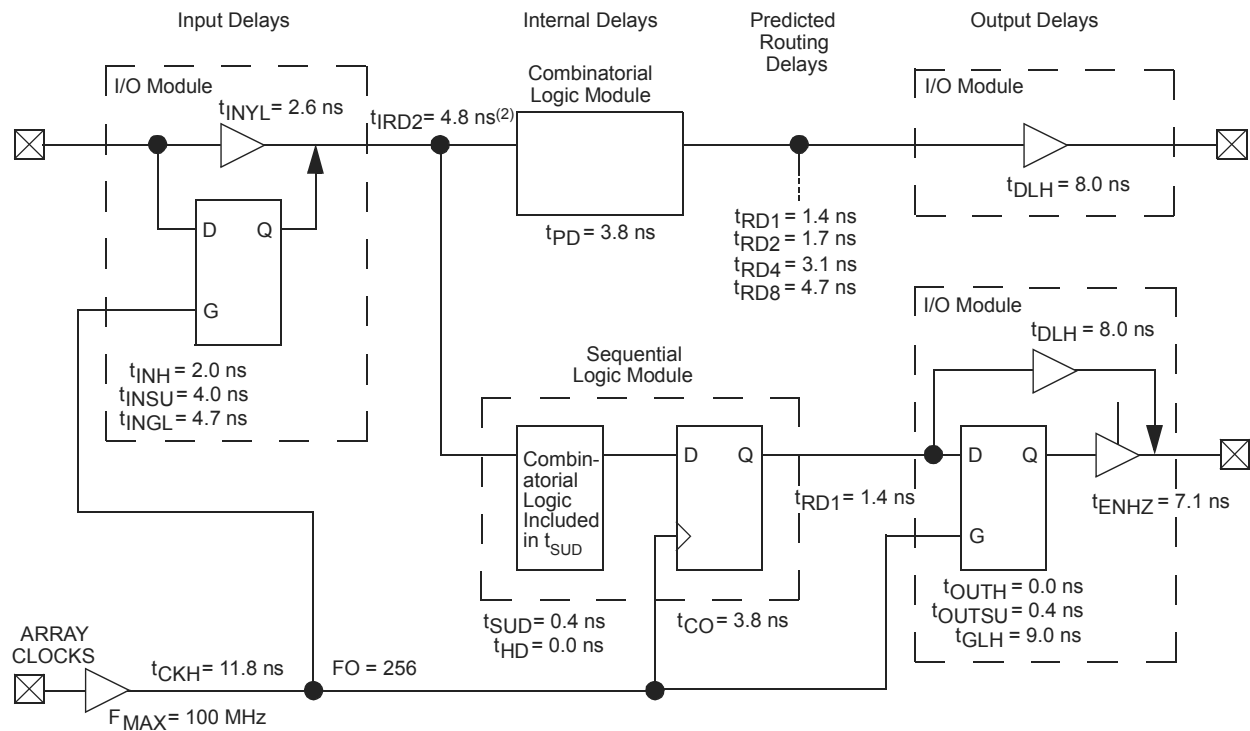 Input Delays
Internal Delays
Predicted
Routing
Delays
Output Delays
I/O Module
tINYL = 2.6 ns
tIRD2 = 4.8 ns(2)
Combinatorial
Logic Module
I/O Module
tDLH = 8.0 ns
D Q
G
tPD = 3.8 ns
tRD1 = 1.4 ns
tRD2 = 1.7 ns
tRD4 = 3.1 ns
tRD8 = 4.7 ns
tINH = 2.0 ns
tINSU = 4.0 ns
tINGL = 4.7 ns
Sequential
Logic Module
I/O Module
tDLH = 8.0 ns
Combin-
atorial
Logic
Included
in tSUD
D Q
tRD1 = 1.4 ns
D Q
G
tENHZ = 7.1 ns
tSUD = 0.4 ns
tHD = 0.0 ns
tCO = 3.8 ns
tOUTH = 0.0 ns
tOUTSU = 0.4 ns
tGLH = 9.0 ns
ARRAY
CLOCKS
tCKH = 11.8 ns
FO = 256
FMAX = 100 MHz